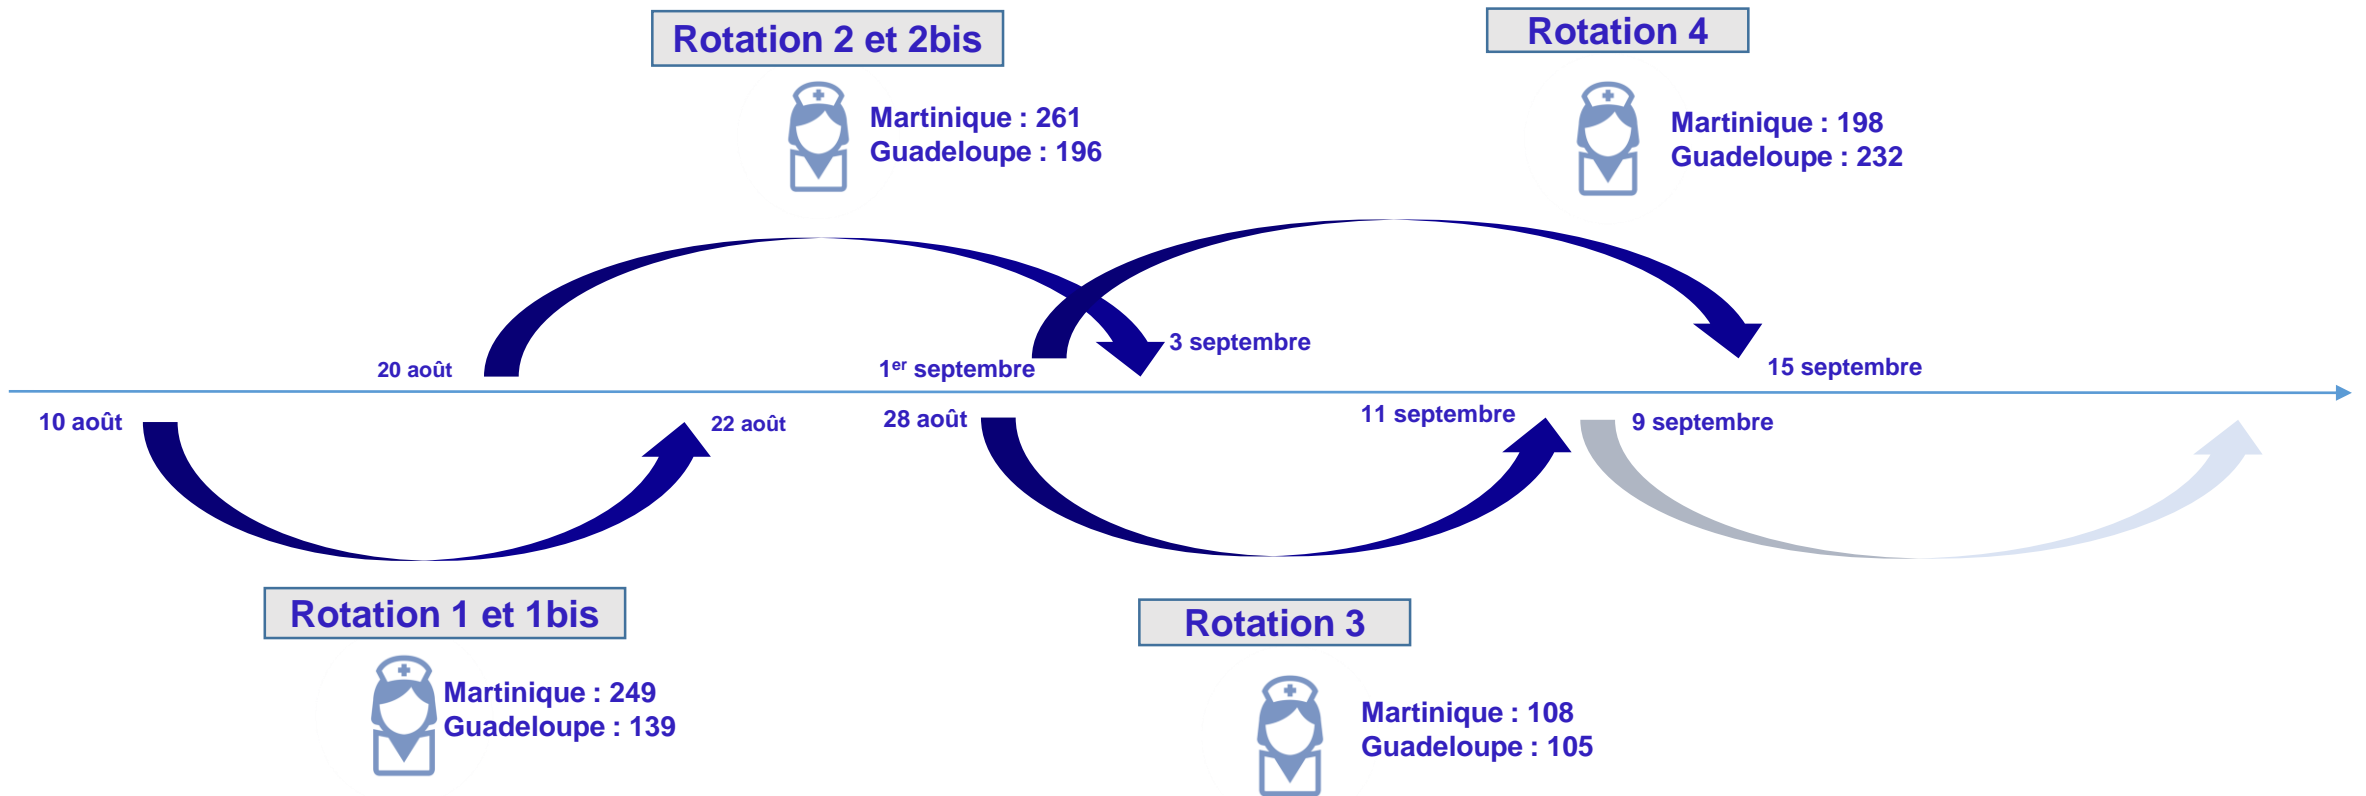 Rotation 2 et 2bis
Martinique : 261
Guadeloupe : 196
Rotation 4
Martinique : 198
Guadeloupe : 232
20 août
1er septembre
3 septembre
15 septembre
10 août
22 août
28 août
11 septembre
9 septembre
Rotation 1 et 1bis
Martinique : 249
Guadeloupe : 139
Rotation 3
Martinique : 108
Guadeloupe : 105